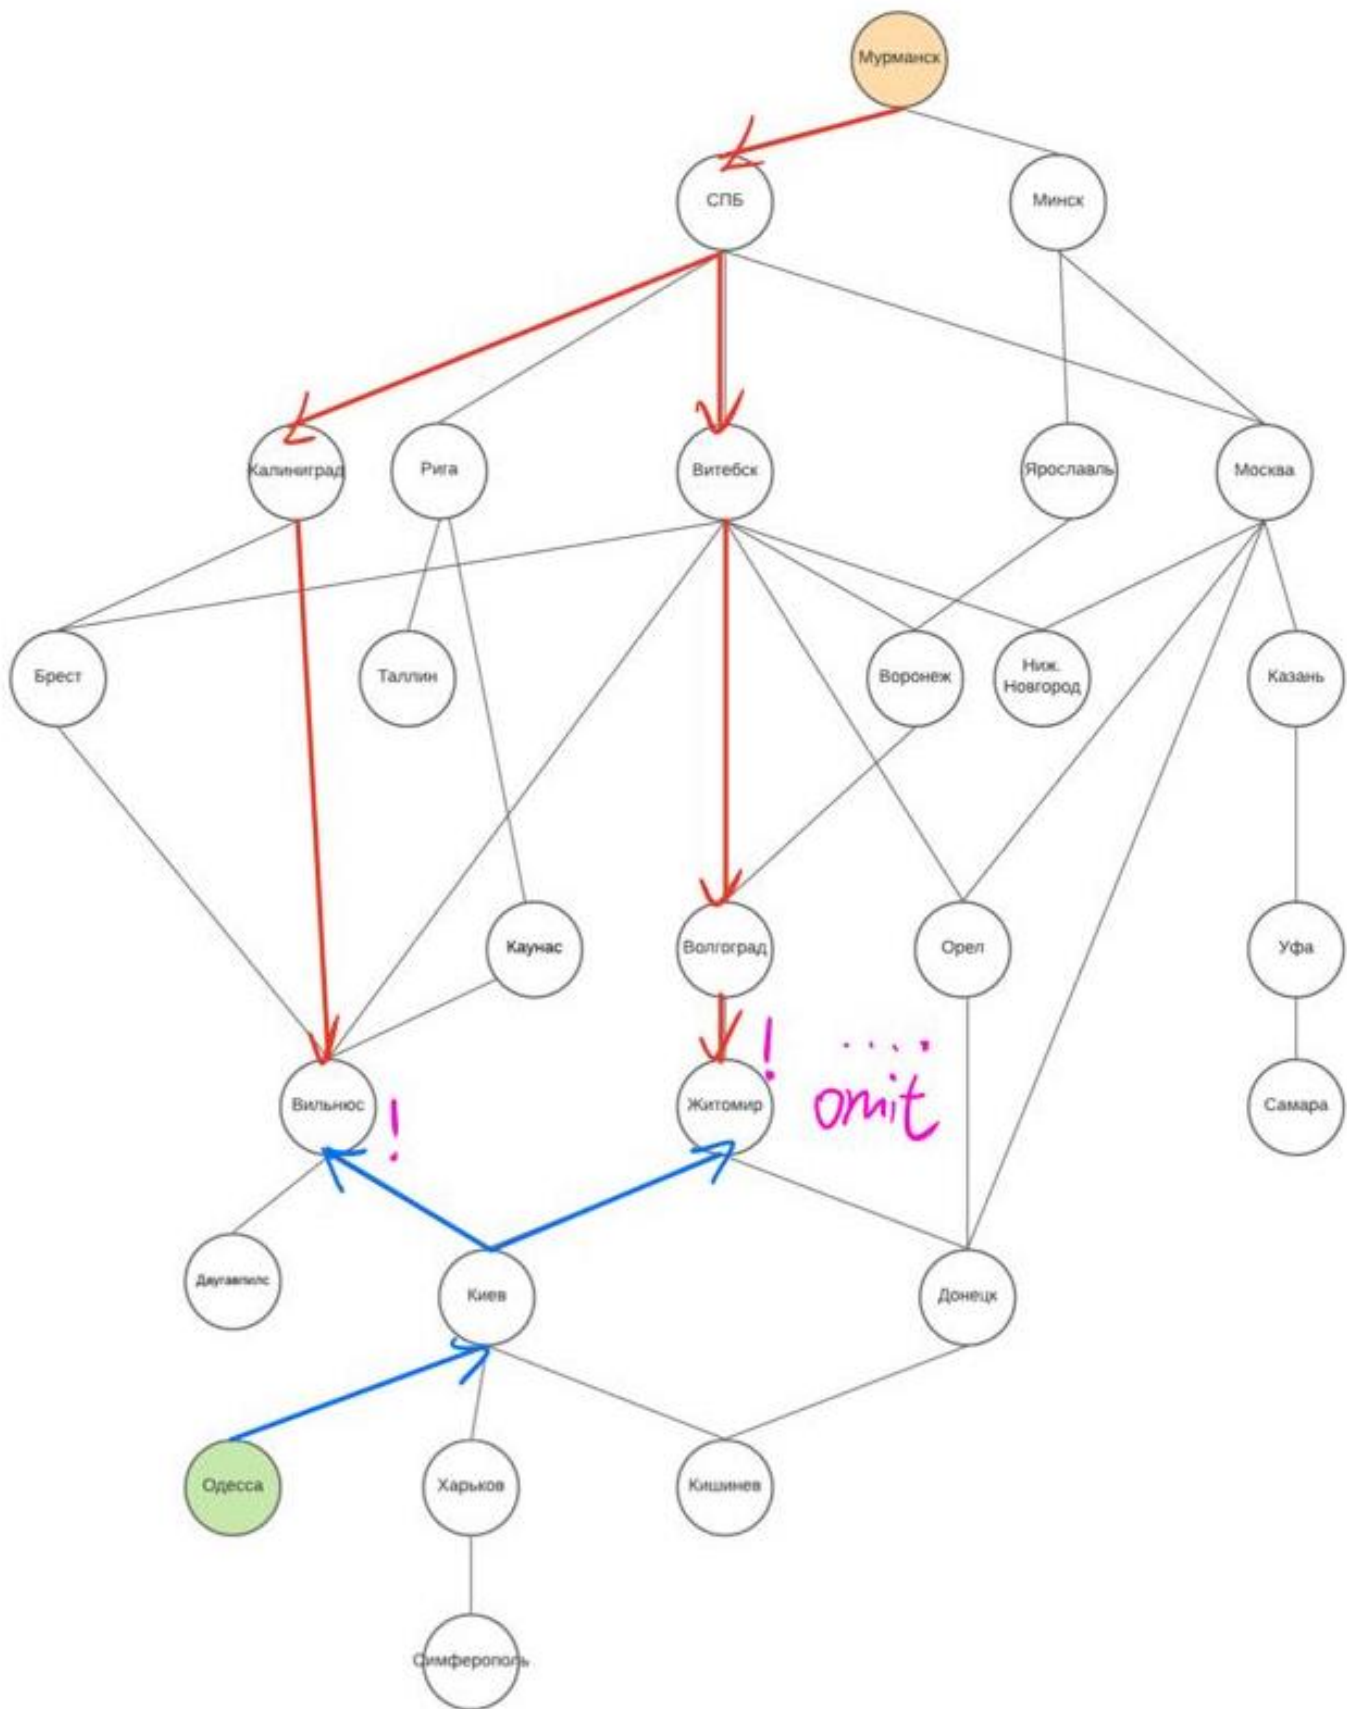 Мурманск
СПБ
Минск
Калиниград
Рига
Витебск
Ярославль
Москва
Брест
Таллин
Воронеж
Ниж.
Новгород
Казань
Каунас
Волгоград
Орел
Уфа
!
....
Вильнюс
!
Житомир
omit
Самара
Даугавпилс
Киев
Донецк
Одесса
Харьков
Кишинев
Симферополь